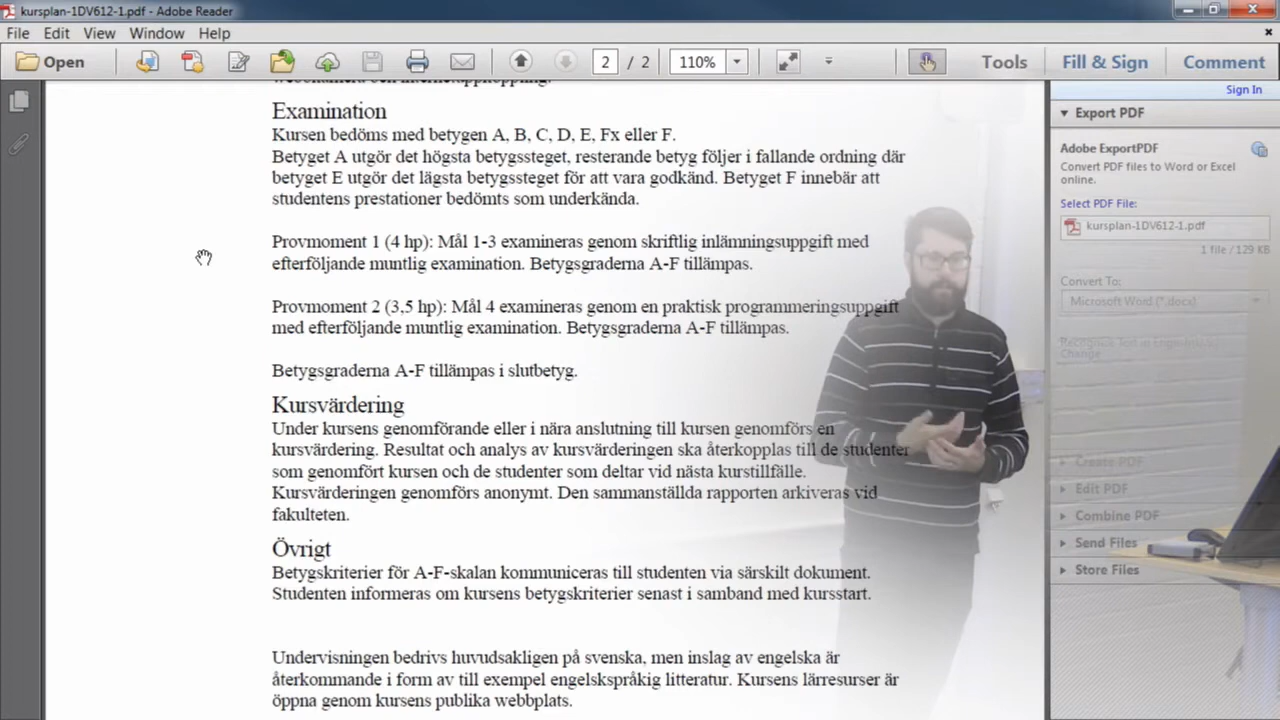 kursplan-1DV612-1.pdf - Adobe Reader
File Edit View Window Help
Open 2 / 2 110% Tools Fill & Sign Comment
Sign In
Export PDF
Adobe ExportPDF
Convert PDF files to Word or Excel
online.
Select PDF File:
kursplan-1DV612-1.pdf
1 file / 129 KB
Convert To:
Microsoft Word (*.docx)
Change
Create PDF
Edit PDF
Combine PDF
Send Files
Store Files
Examination
Kursen bedöms med betygen A, B, C, D, E, Fx eller F.
Betyget A utgör det högsta betygssteget, resterande betyg följer i fallande ordning där
betyget E utgör det lägsta betygssteget för att vara godkänd. Betyget F innebär att
studentens prestationer bedömts som underkända.
Provmoment 1 (4 hp): Mål 1-3 examineras genom skriftlig inlämningsuppgift med
efterföljande muntlig examination. Betygsgraderna A-F tillämpas.
Provmoment 2 (3,5 hp): Mål 4 examineras genom en praktisk programmeringsuppgift
med efterföljande muntlig examination. Betygsgraderna A-F tillämpas.
Betygsgraderna A-F tillämpas i slutbetyg.
Kursvärdering
Under kursens genomförande eller i nära anslutning till kursen genomförs en
kursvärdering. Resultat och analys av kursvärderingen ska återkopplas till de studenter
som genomfört kursen och de studenter som deltar vid nästa kurstillfälle.
Kursvärderingen genomförs anonymt. Den sammanställda rapporten arkiveras vid
fakulteten.
Övrigt
Betygskriterier för A-F-skalan kommuniceras till studenten via särskilt dokument.
Studenten informeras om kursens betygskriterier senast i samband med kursstart.
Undervisningen bedrivs huvudsakligen på svenska, men inslag av engelska är
återkommande i form av till exempel engelskspråkig litteratur. Kursens lärresurser är
öppna genom kursens publika webbplats.